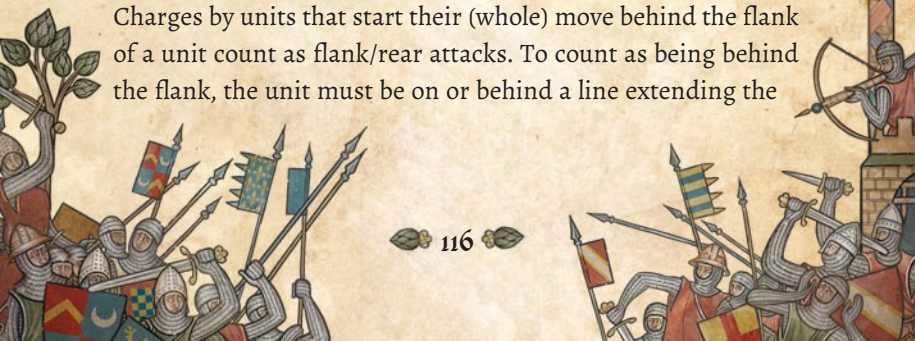 Charges by units that start their (whole) move behind the flank
of a unit count as flank/rear attacks. To count as being behind
the flank, the unit must be on or behind a line extending the
116